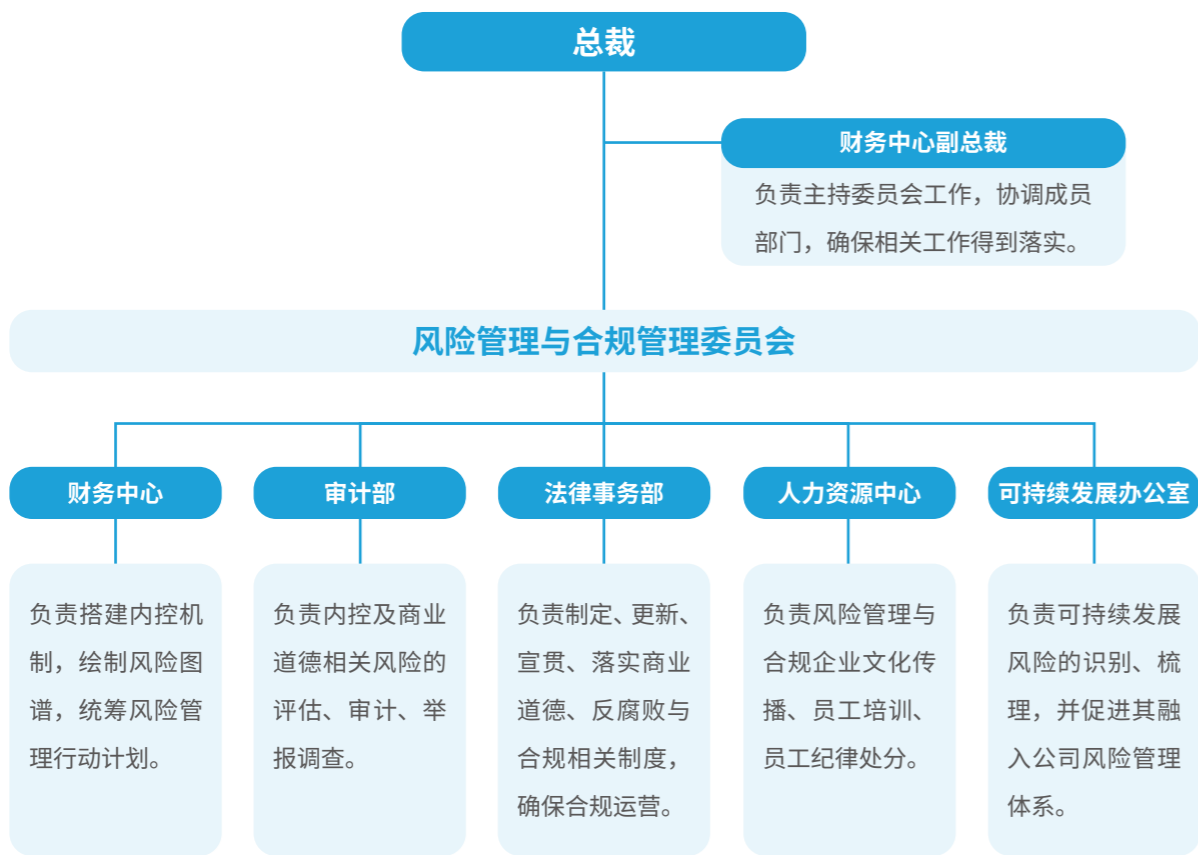 总裁
财务中心副总裁
负责主持委员会工作，协调成员
部门，确保相关工作得到落实。
风险管理与合规管理委员会
财务中心
负责搭建内控机
制，绘制风险图
谱，统筹风险管
理行动计划。
审计部
负责内控及商业
道德相关风险的
评估、审计、举
报调查。
法律事务部
负责制定、更新、
宣贯、落实商业
道德、反腐败与
合规相关制度，
确保合规运营。
人力资源中心
负责风险管理与
合规企业文化传
播、员工培训、
员工纪律处分。
可持续发展办公室
负责可持续发展
风险的识别、梳
理，并促进其融
入公司风险管理
体系。